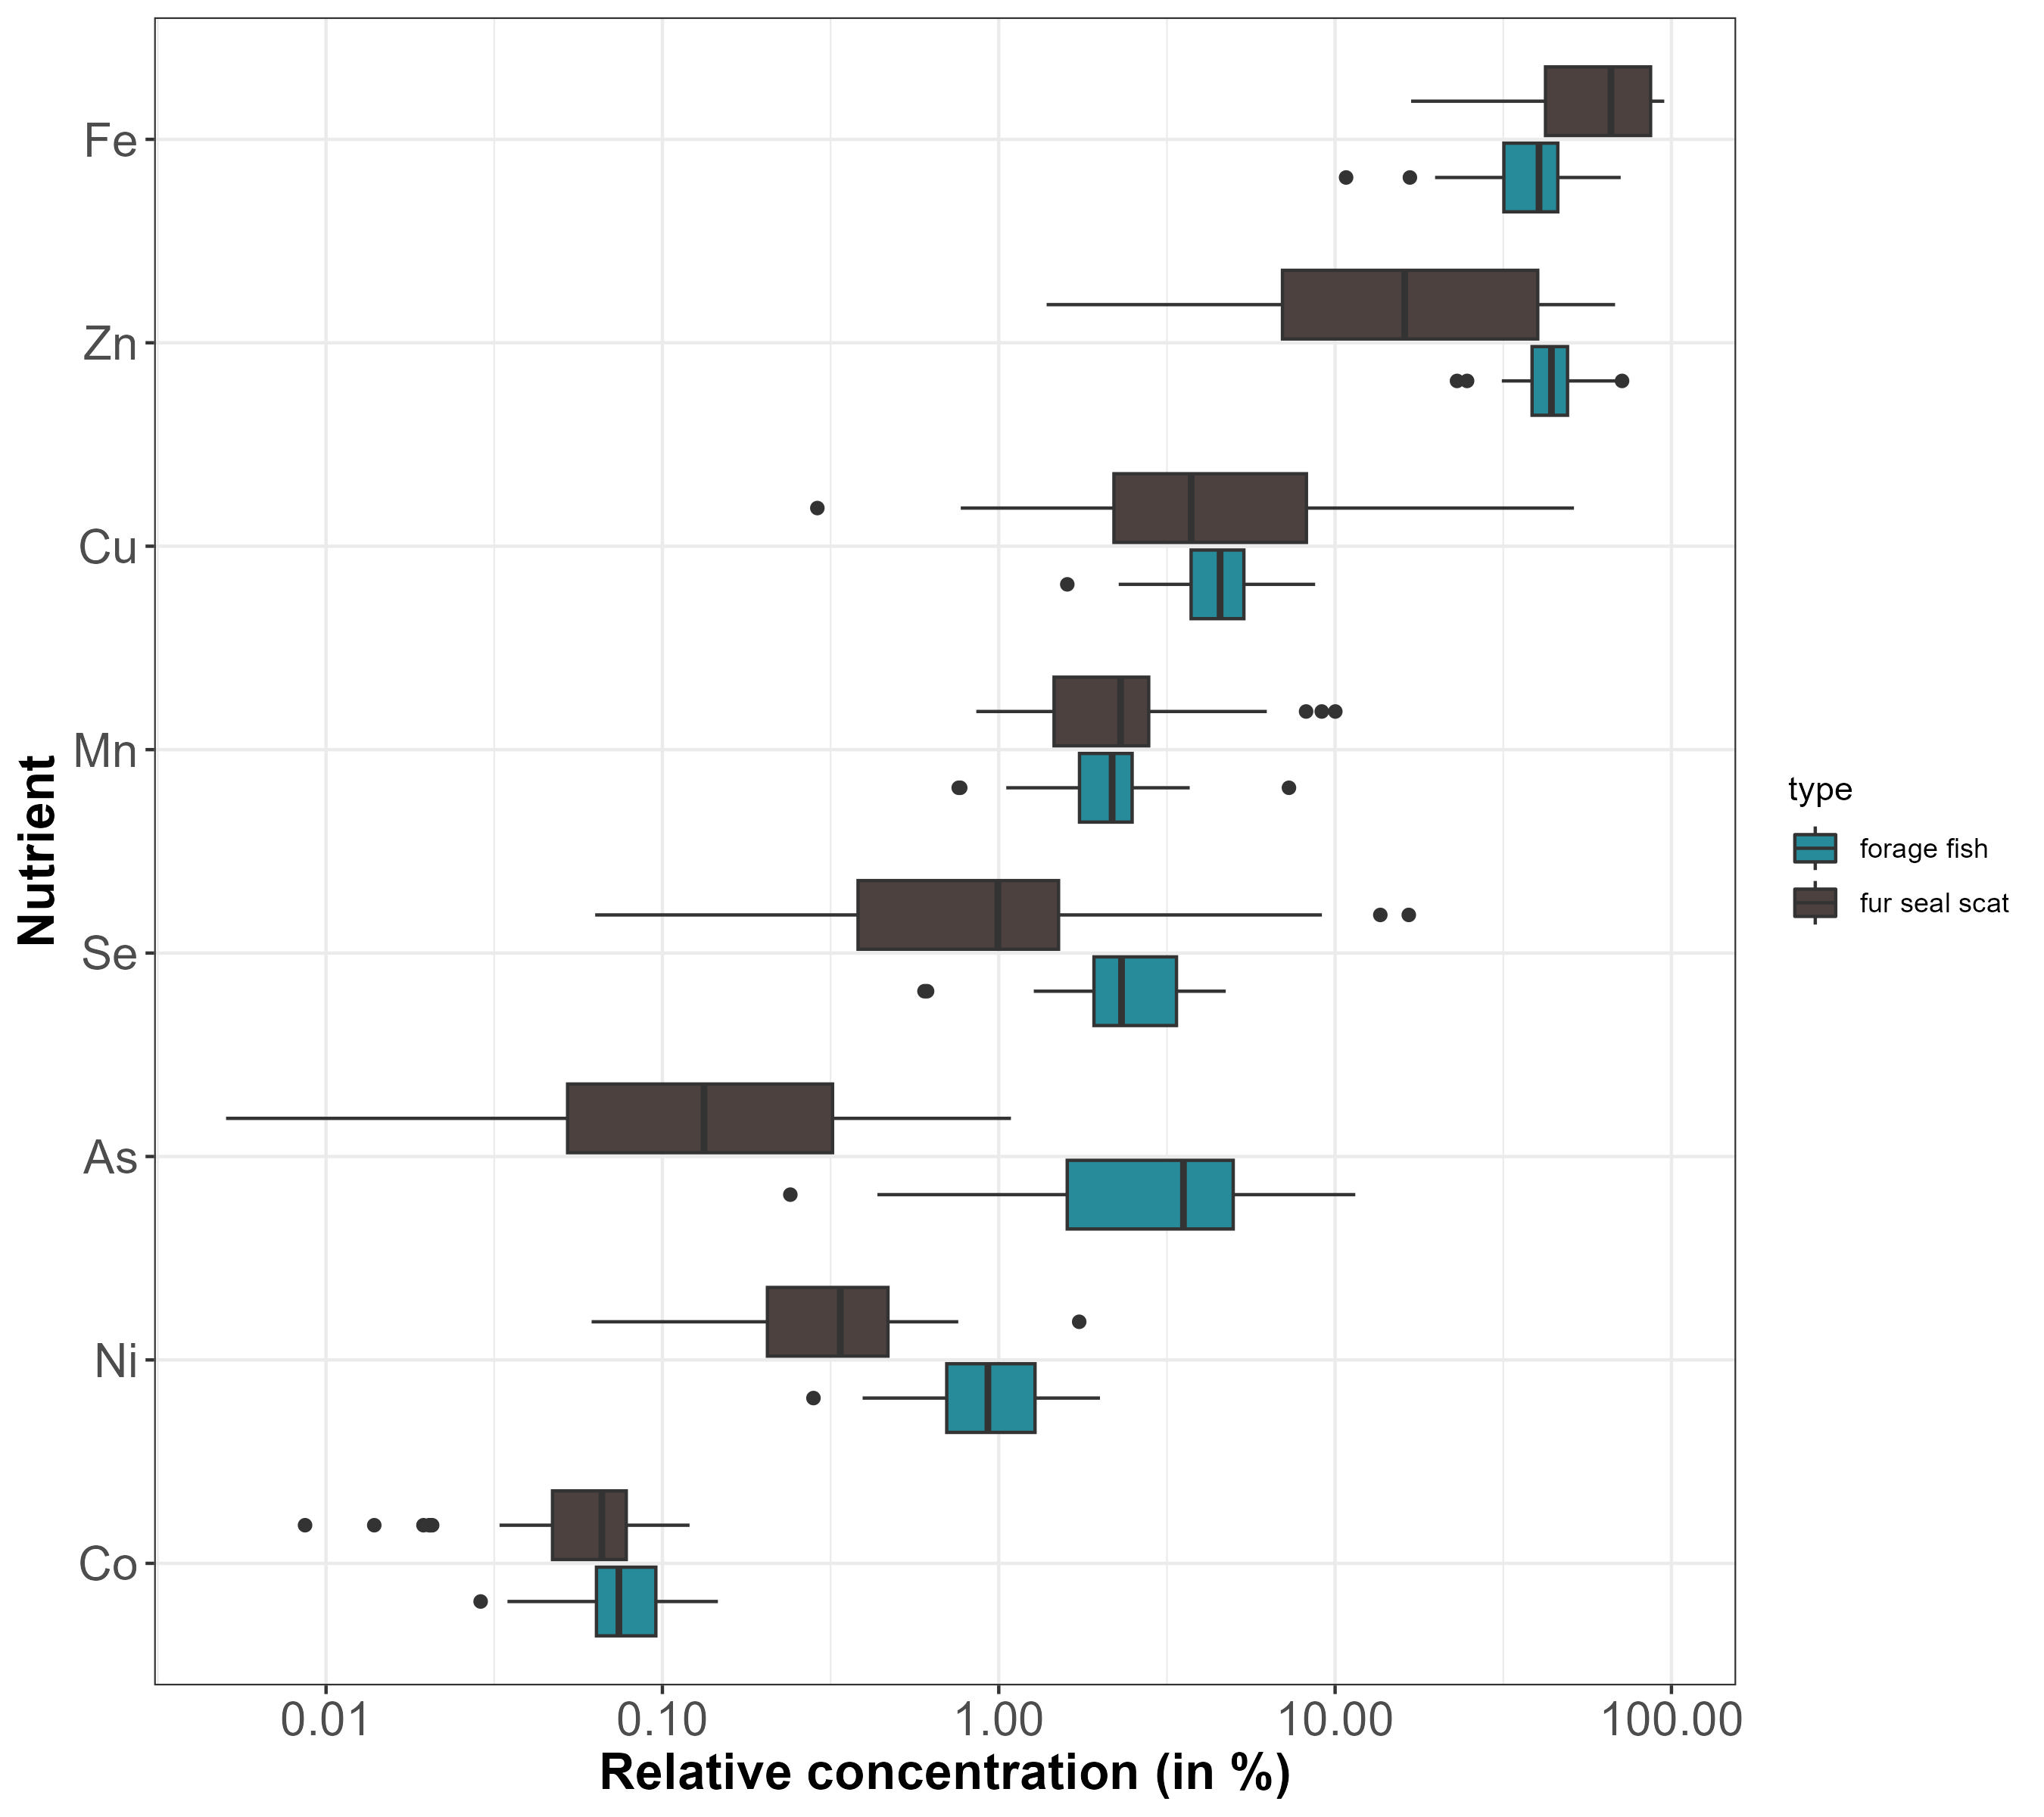 Fe
Zn
Cu
Mn
Se
As
Ni
Co
Nutrient
0.01 0.10 1.00 10.00 100.00
Relative concentration (in %)
type
forage fish
fur seal scat